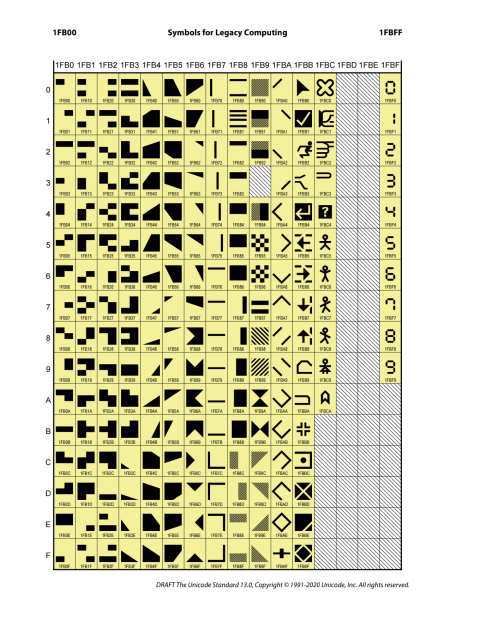 1FB00 Symbols for Legacy Computing 1FBFF
1FB0 1FB1 1FB2 1FB3 1FB4 1FB5 1FB6 1FB7 1FB8 1FB9 1FBA 1FBB 1FBC 1FBD 1FBE 1FBF
0 0
1FB00 1FB10 1FB20 1FB30 1FB40 1FB50 1FB60 1FB70 1FB80 1FB90 1FBA0 1FBB0 1FBC0 1FBF0
1 1
1FB01 1FB11 1FB21 1FB31 1FB41 1FB51 1FB61 1FB71 1FB81 1FB91 1FBA1 1FBB1 1FBC1 1FBF1
2 2
1FB02 1FB12 1FB22 1FB32 1FB42 1FB52 1FB62 1FB72 1FB82 1FB92 1FBA2 1FBB2 1FBC2 1FBF2
3 3
1FB03 1FB13 1FB23 1FB33 1FB43 1FB53 1FB63 1FB73 1FB83 1FBA3 1FBB3 1FBC3 1FBF3
4 ? 4
1FB04 1FB14 1FB24 1FB34 1FB44 1FB54 1FB64 1FB74 1FB84 1FB94 1FBA4 1FBB4 1FBC4 1FBF4
5 5
1FB05 1FB15 1FB25 1FB35 1FB45 1FB55 1FB65 1FB75 1FB85 1FB95 1FBA5 1FBB5 1FBC5 1FBF5
6 6
1FB06 1FB16 1FB26 1FB36 1FB46 1FB56 1FB66 1FB76 1FB86 1FB96 1FBA6 1FBB6 1FBC6 1FBF6
7 7
1FB07 1FB17 1FB27 1FB37 1FB47 1FB57 1FB67 1FB77 1FB87 1FB97 1FBA7 1FBB7 1FBC7 1FBF7
8 8
1FB08 1FB18 1FB28 1FB38 1FB48 1FB58 1FB68 1FB78 1FB88 1FB98 1FBA8 1FBB8 1FBC8 1FBF8
9 9
1FB09 1FB19 1FB29 1FB39 1FB49 1FB59 1FB69 1FB79 1FB89 1FB99 1FBA9 1FBB9 1FBC9 1FBF9
A
1FB0A 1FB1A 1FB2A 1FB3A 1FB4A 1FB5A 1FB6A 1FB7A 1FB8A 1FB9A 1FBAA 1FBBA 1FBCA
B
1FB0B 1FB1B 1FB2B 1FB3B 1FB4B 1FB5B 1FB6B 1FB7B 1FB8B 1FB9B 1FBAB 1FBBB
C
1FB0C 1FB1C 1FB2C 1FB3C 1FB4C 1FB5C 1FB6C 1FB7C 1FB8C 1FB9C 1FBAC 1FBBC
D
1FB0D 1FB1D 1FB2D 1FB3D 1FB4D 1FB5D 1FB6D 1FB7D 1FB8D 1FB9D 1FBAD 1FBBD
E
1FB0E 1FB1E 1FB2E 1FB3E 1FB4E 1FB5E 1FB6E 1FB7E 1FB8E 1FB9E 1FBAE 1FBBE
F
1FB0F 1FB1F 1FB2F 1FB3F 1FB4F 1FB5F 1FB6F 1FB7F 1FB8F 1FB9F 1FBAF 1FBBF
DRAFT The Unicode Standard 13.0, Copyright © 1991-2020 Unicode, Inc. All rights reserved.